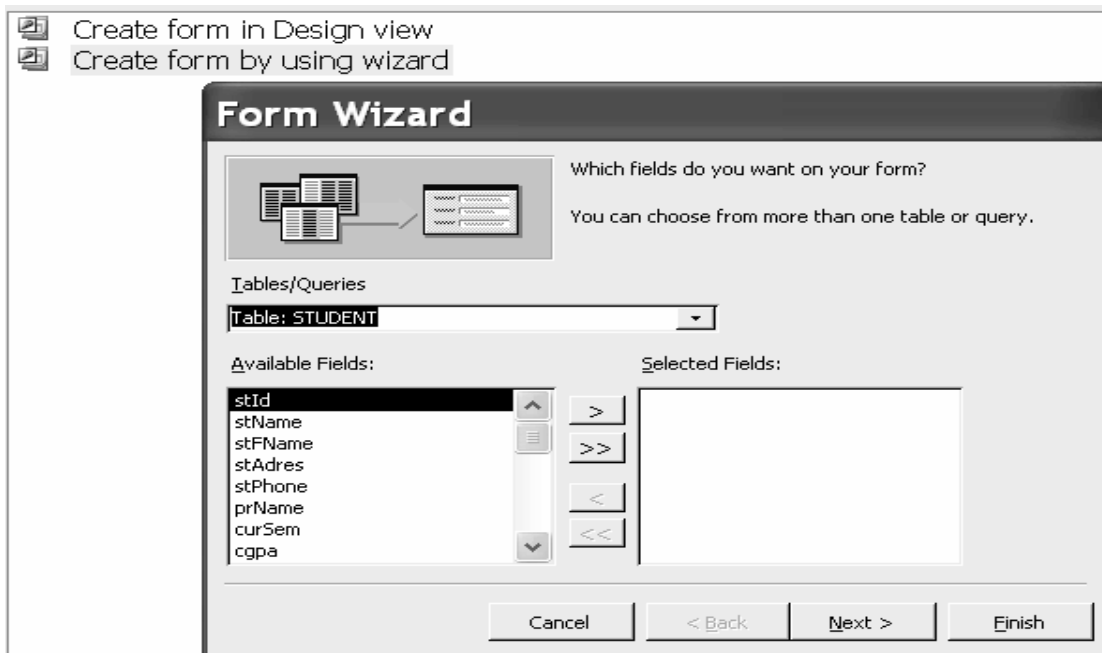 Create form in Design view
Create form by using wizard
Form Wizard
Which fields do you want on your form?
You can choose from more than one table or query.
Tables/Queries
Table: STUDENT
Available Fields:
Selected Fields:
stId
stName
stFName
stAdres
stPhone
prName
curSem
cgpa
>
>>
<
<<
Cancel
< Back
Next >
Finish